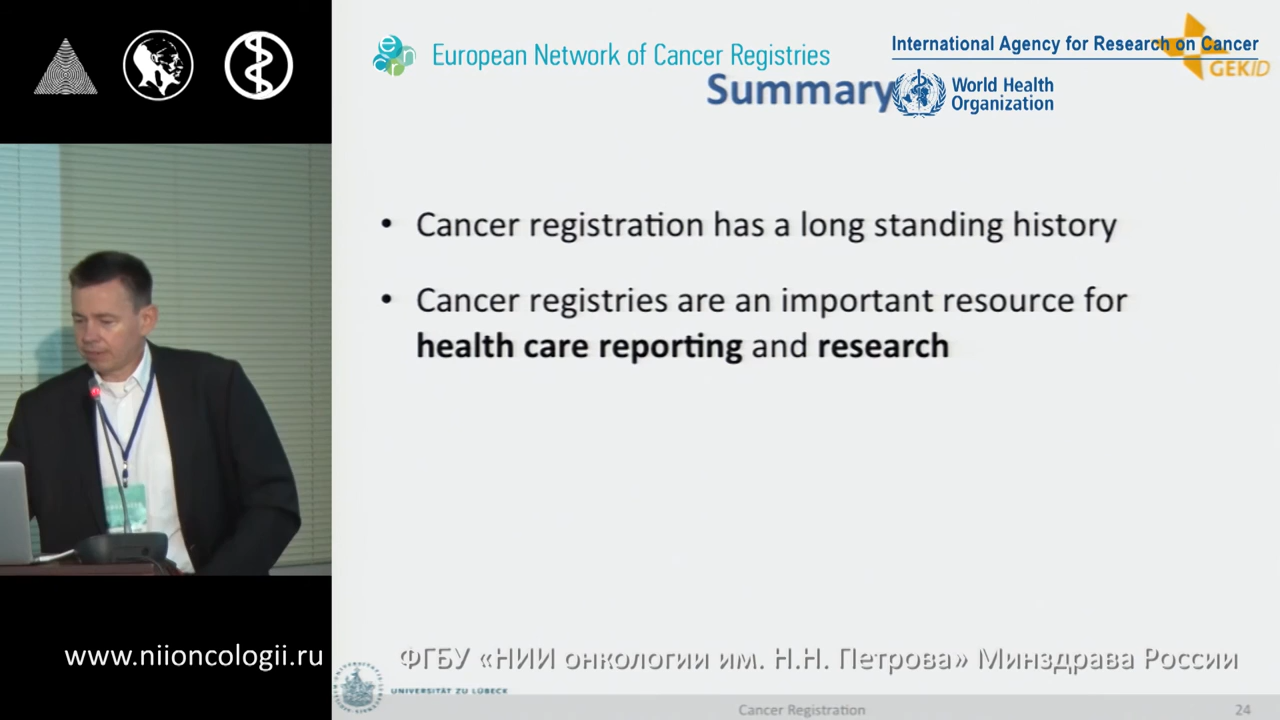 European Network of Cancer Registries
International Agency for Research on Cancer
GEKID
World Health
Organization
Summary
• Cancer registration has a long standing history
• Cancer registries are an important resource for
health care reporting and research
www.niioncologii.ru
ФГБУ «НИИ онкологии им. Н.Н. Петрова» Минздрава России
UNIVERSITÄT ZU LÜBECK
Cancer Registration
24